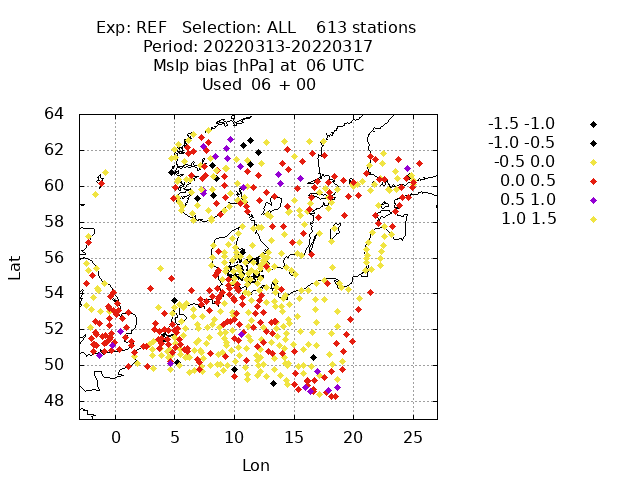 Exp: REF Selection: ALL 613 stations
Period: 20220313-20220317
Mslp bias [hPa] at 06 UTC
Used 06 + 00
64
62
60
58
56
54
52
50
48
Lat
0 5 10 15 20 25
Lon
-1.5 -1.0
-1.0 -0.5
-0.5 0.0
0.0 0.5
0.5 1.0
1.0 1.5